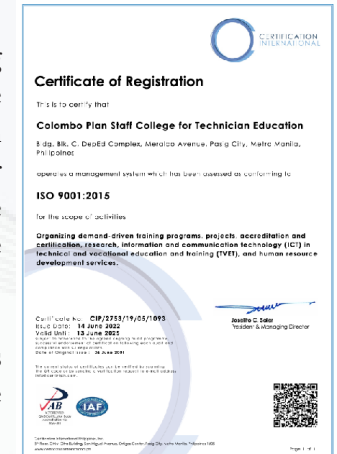 CERTIFICATION
INTERNATIONAL
Certificate of Registration
This is to certify that
Colombo Plan Staff College for Technician Education
Bldg. Blk. C, DepEd Complex, Meralco Avenue, Pasig City, Metro Manila,
Philippines
operates a management system which has been assessed as conforming to
ISO 9001:2015
for the scope of activities
Organizing demand-driven training programs, projects, accreditation and
certification, research, information and communication technology (ICT) in
technical and vocational education and training (TVET), and human resource
development services.
Certificate No: CIP/2753/19/05/1093
Issue Date: 14 June 2022
Valid Until: 13 June 2025
Date of Original Issue:
President & Managing Director
IAF
Page 1 of 1